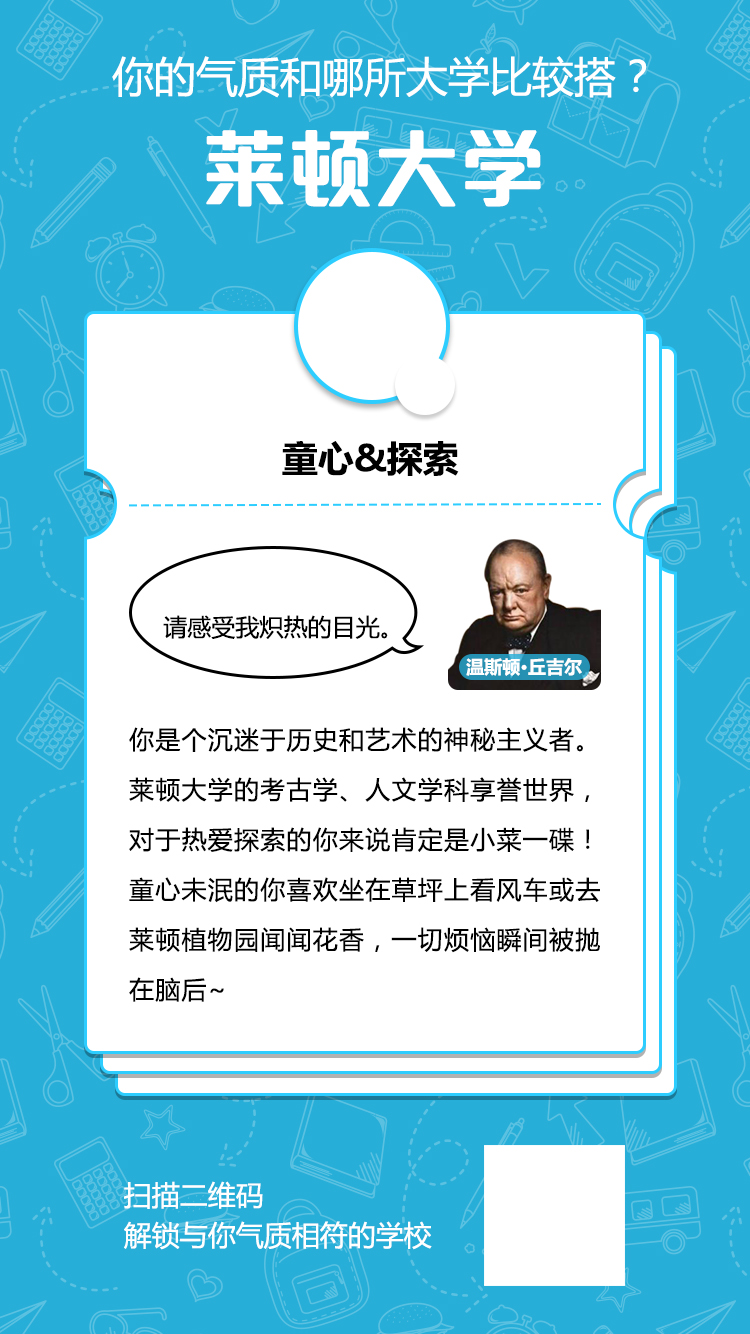 你的气质和哪所大学比较搭？
莱顿大学
童心&探索
请感受我炽热的目光。
温斯顿·丘吉尔
你是个沉迷于历史和艺术的神秘主义者。
莱顿大学的考古学、人文学科享誉世界，
对于热爱探索的你来说肯定是小菜一碟！
童心未泯的你喜欢坐在草坪上看风车或去
莱顿植物园闻闻花香，一切烦恼瞬间被抛
在脑后~
扫描二维码
解锁与你气质相符的学校